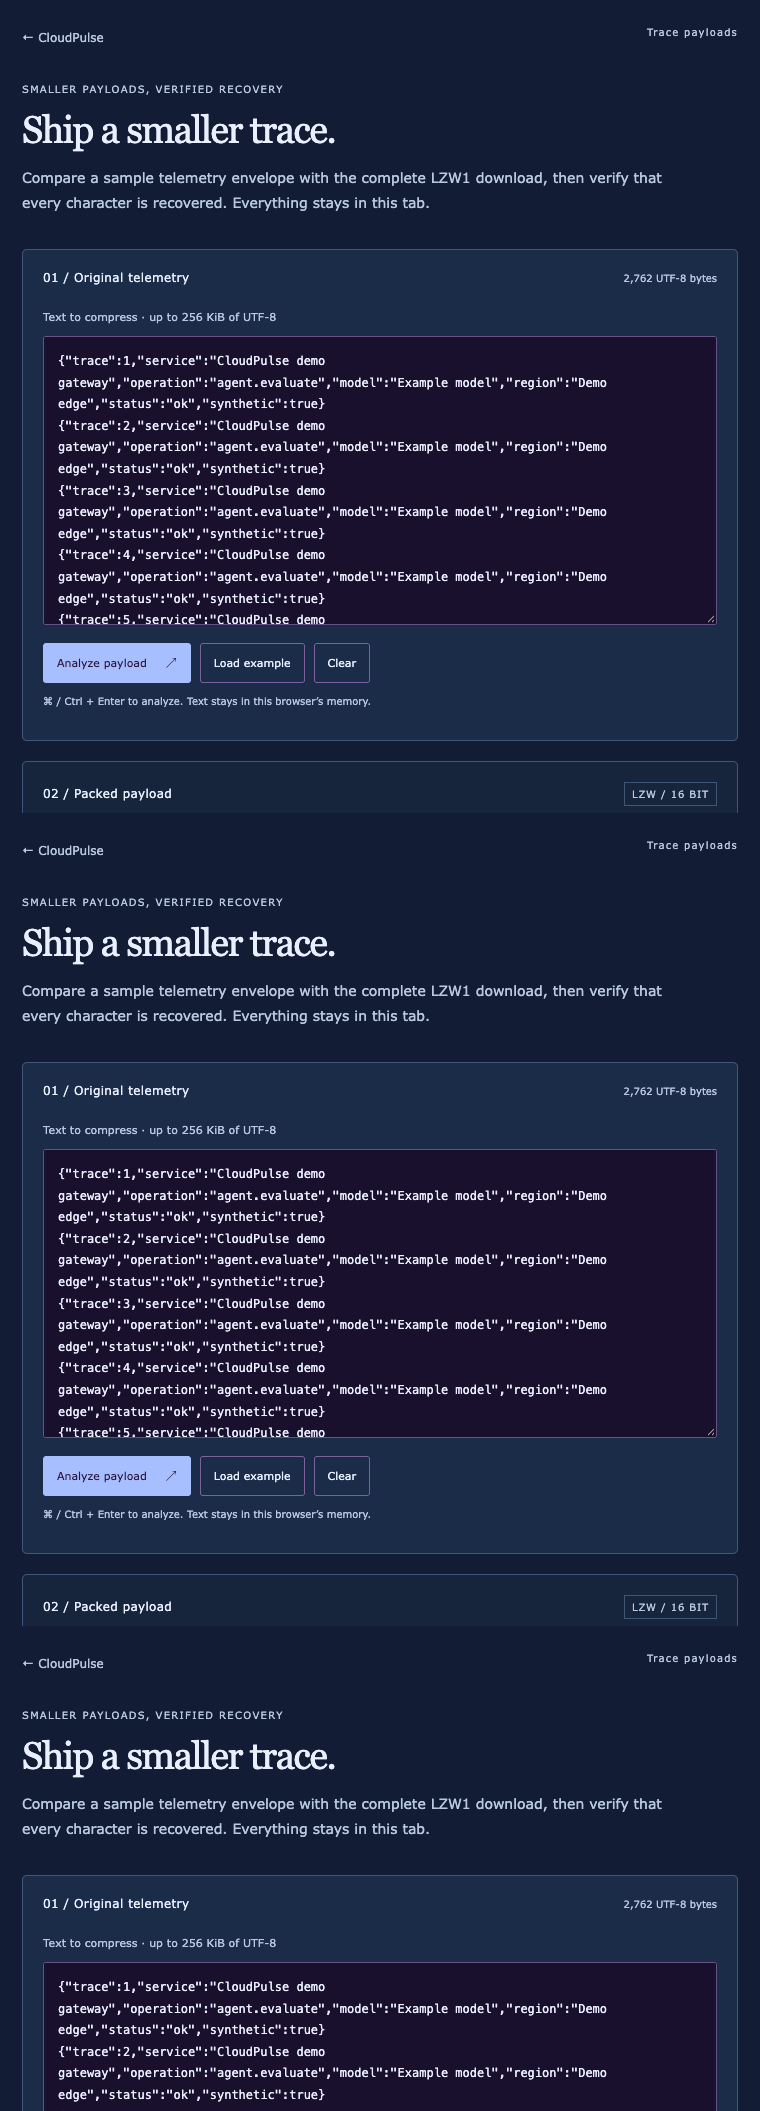 ← CloudPulse
Trace payloads
SMALLER PAYLOADS, VERIFIED RECOVERY
Ship a smaller trace.
Compare a sample telemetry envelope with the complete LZW1 download, then verify that
every character is recovered. Everything stays in this tab.
01 / Original telemetry
2,762 UTF-8 bytes
Text to compress · up to 256 KiB of UTF-8
{"trace":1,"service":"CloudPulse demo
gateway","operation":"agent.evaluate","model":"Example model","region":"Demo
edge","status":"ok","synthetic":true}
{"trace":2,"service":"CloudPulse demo
gateway","operation":"agent.evaluate","model":"Example model","region":"Demo
edge","status":"ok","synthetic":true}
{"trace":3,"service":"CloudPulse demo
gateway","operation":"agent.evaluate","model":"Example model","region":"Demo
edge","status":"ok","synthetic":true}
{"trace":4,"service":"CloudPulse demo
gateway","operation":"agent.evaluate","model":"Example model","region":"Demo
edge","status":"ok","synthetic":true}
{"trace":5,"service":"CloudPulse demo
Analyze payload ↗
Load example
Clear
⌘ / Ctrl + Enter to analyze. Text stays in this browser’s memory.
02 / Packed payload
LZW / 16 BIT
← CloudPulse
Trace payloads
SMALLER PAYLOADS, VERIFIED RECOVERY
Ship a smaller trace.
Compare a sample telemetry envelope with the complete LZW1 download, then verify that
every character is recovered. Everything stays in this tab.
01 / Original telemetry
2,762 UTF-8 bytes
Text to compress · up to 256 KiB of UTF-8
{"trace":1,"service":"CloudPulse demo
gateway","operation":"agent.evaluate","model":"Example model","region":"Demo
edge","status":"ok","synthetic":true}
{"trace":2,"service":"CloudPulse demo
gateway","operation":"agent.evaluate","model":"Example model","region":"Demo
edge","status":"ok","synthetic":true}
{"trace":3,"service":"CloudPulse demo
gateway","operation":"agent.evaluate","model":"Example model","region":"Demo
edge","status":"ok","synthetic":true}
{"trace":4,"service":"CloudPulse demo
gateway","operation":"agent.evaluate","model":"Example model","region":"Demo
edge","status":"ok","synthetic":true}
{"trace":5,"service":"CloudPulse demo
Analyze payload ↗
Load example
Clear
⌘ / Ctrl + Enter to analyze. Text stays in this browser’s memory.
02 / Packed payload
LZW / 16 BIT
← CloudPulse
Trace payloads
SMALLER PAYLOADS, VERIFIED RECOVERY
Ship a smaller trace.
Compare a sample telemetry envelope with the complete LZW1 download, then verify that
every character is recovered. Everything stays in this tab.
01 / Original telemetry
2,762 UTF-8 bytes
Text to compress · up to 256 KiB of UTF-8
{"trace":1,"service":"CloudPulse demo
gateway","operation":"agent.evaluate","model":"Example model","region":"Demo
edge","status":"ok","synthetic":true}
{"trace":2,"service":"CloudPulse demo
gateway","operation":"agent.evaluate","model":"Example model","region":"Demo
edge","status":"ok","synthetic":true}